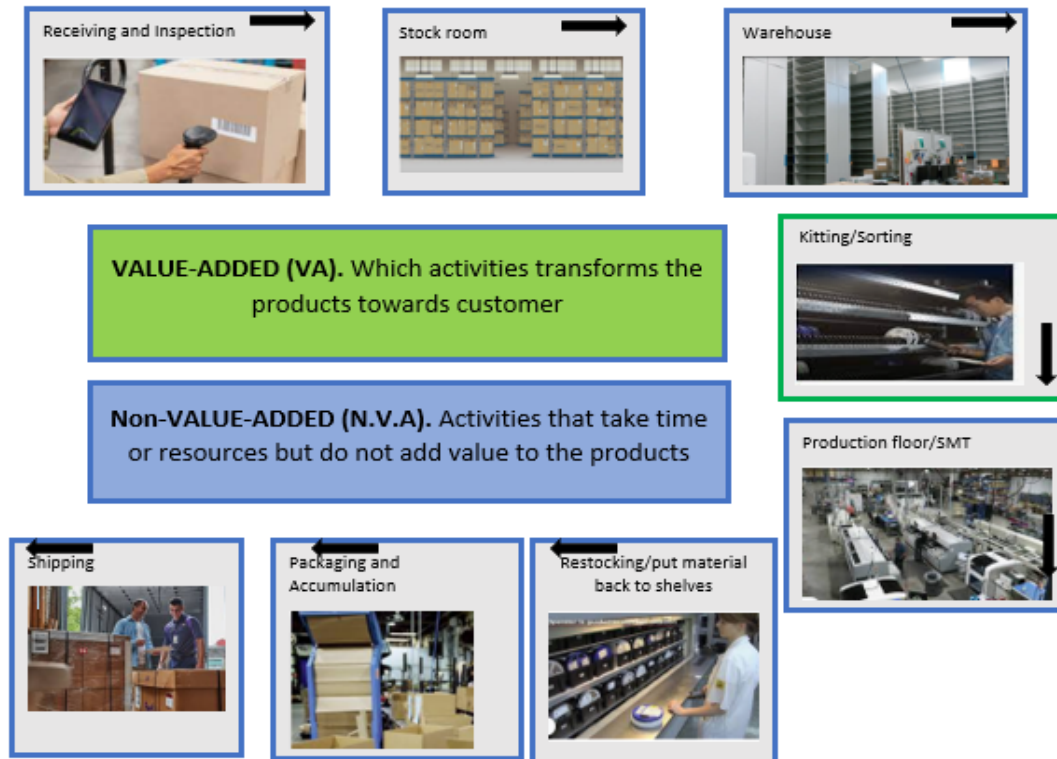 Receiving and Inspection
Stock room
Warehouse
Kitting/Sorting
VALUE-ADDED (VA). Which activities transforms the
products towards customer
Non-VALUE-ADDED (N.V.A). Activities that take time
or resources but do not add value to the products
Production floor/SMT
Shipping
Packaging and
Accumulation
Restocking/put material
back to shelves